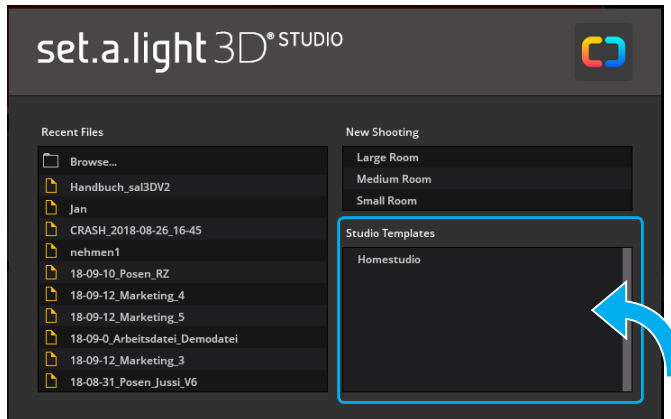 set.a.light 3D® STUDIO
Recent Files
Browse...
Handbuch_sal3DV2
Jan
CRASH_2018-08-26_16-45
nehmen1
18-09-10_Posen_RZ
18-09-12_Marketing_4
18-09-12_Marketing_5
18-09-0_Arbeitsdatei_Demodatei
18-09-12_Marketing_3
18-08-31_Posen_Jussi_V6
New Shooting
Large Room
Medium Room
Small Room
Studio Templates
Homestudio